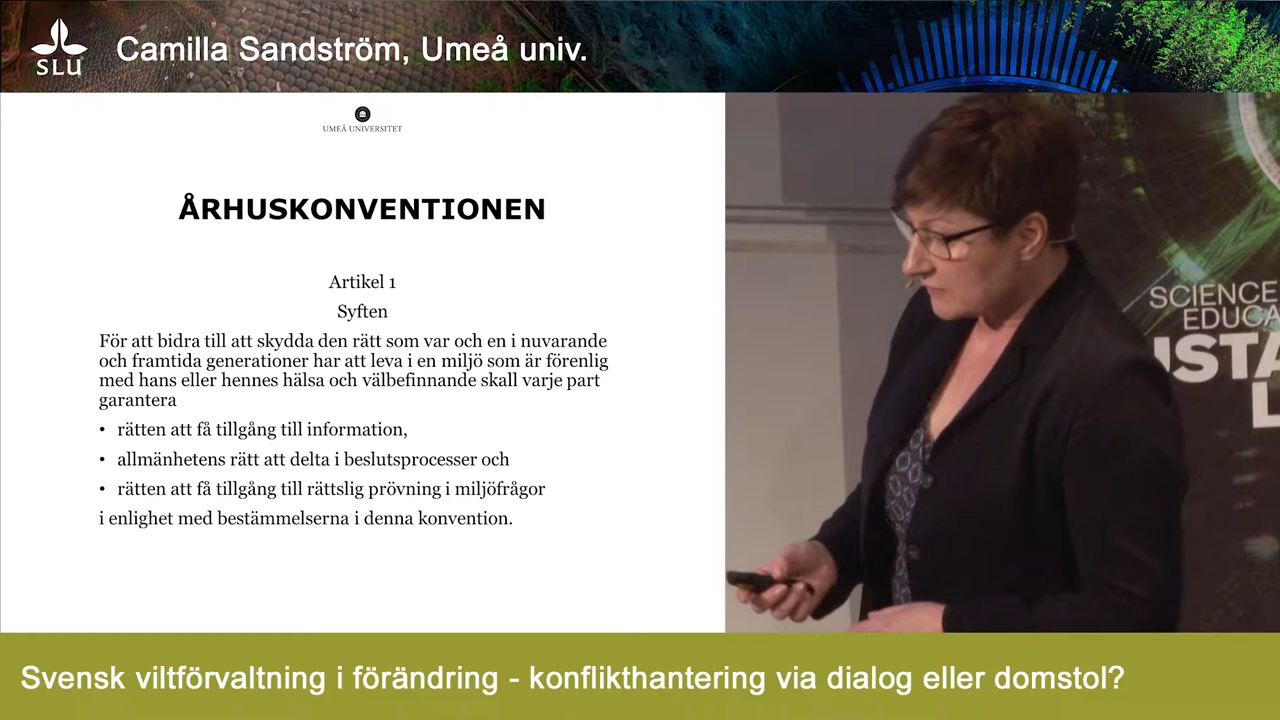 SLU
Camilla Sandström, Umeå univ.
UMEÅ UNIVERSITET
ÅRHUSKONVENTIONEN
Artikel 1
Syften
För att bidra till att skydda den rätt som var och en i nuvarande
och framtida generationer har att leva i en miljö som är förenlig
med hans eller hennes hälsa och välbefinnande skall varje part
garantera
• rätten att få tillgång till information,
• allmänhetens rätt att delta i beslutsprocesser och
• rätten att få tillgång till rättslig prövning i miljöfrågor
i enlighet med bestämmelserna i denna konvention.
SCIENCE
EDUCA
USTA
L
Svensk viltförvaltning i förändring - konflikthantering via dialog eller domstol?